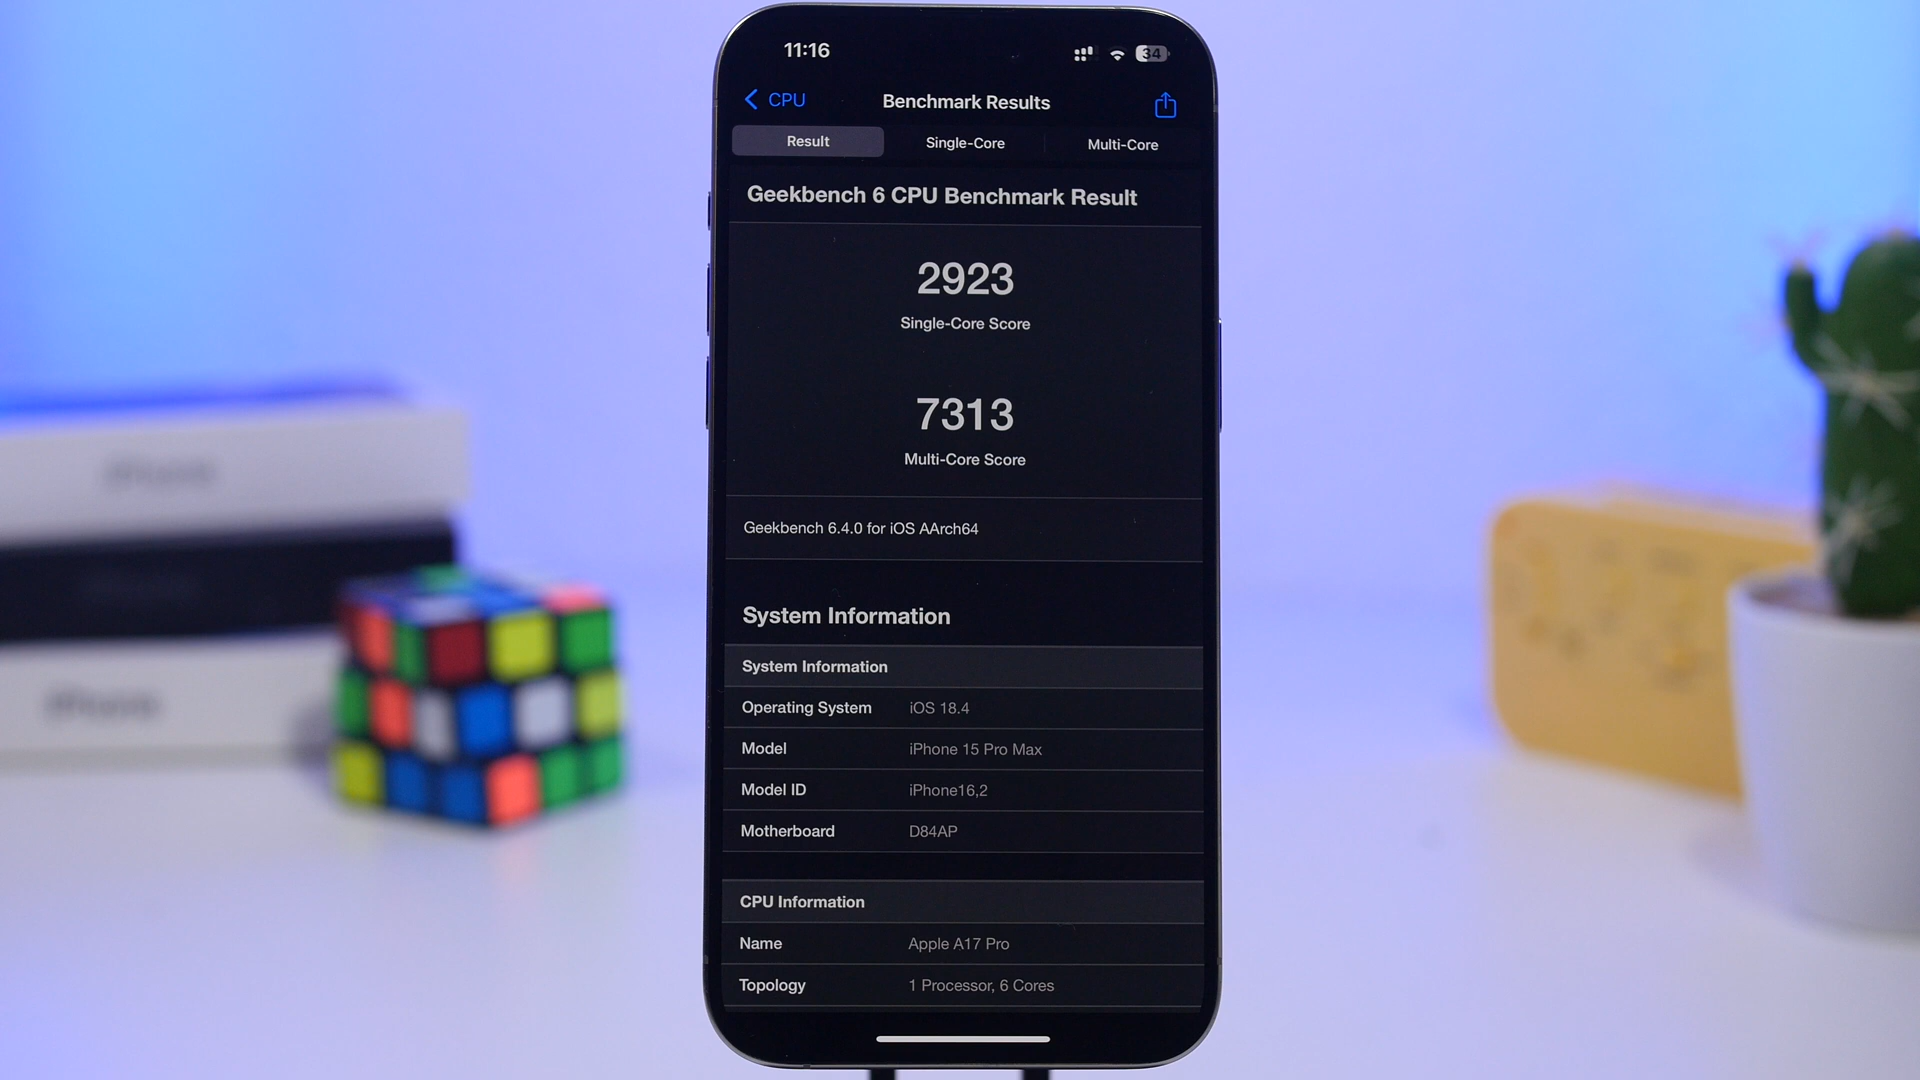 11:16
34
CPU
Benchmark Results
Result
Single-Core
Multi-Core
Geekbench 6 CPU Benchmark Result
2923
Single-Core Score
7313
Multi-Core Score
Geekbench 6.4.0 for iOS AArch64
System Information
System Information
Operating System iOS 18.4
Model iPhone 15 Pro Max
Model ID iPhone16,2
Motherboard D84AP
CPU Information
Name Apple A17 Pro
Topology 1 Processor, 6 Cores
iPhone
iPhone